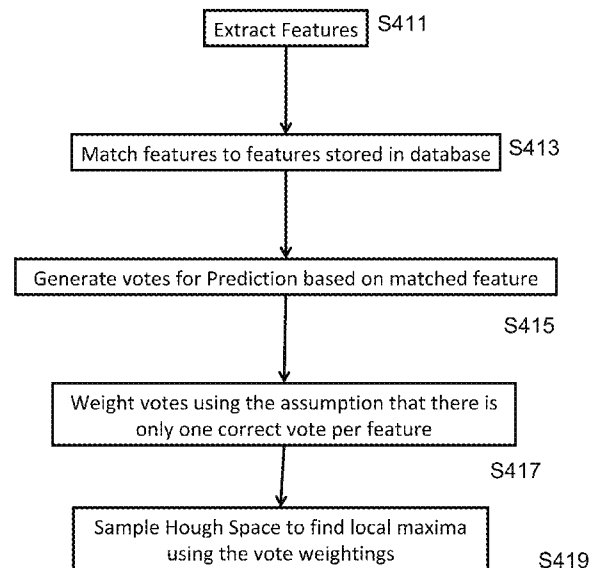 Extract Features
S411
Match features to features stored in database
S413
Generate votes for Prediction based on matched feature
S415
Weight votes using the assumption that there is
only one correct vote per feature
S417
Sample Hough Space to find local maxima
using the vote weightings
S419